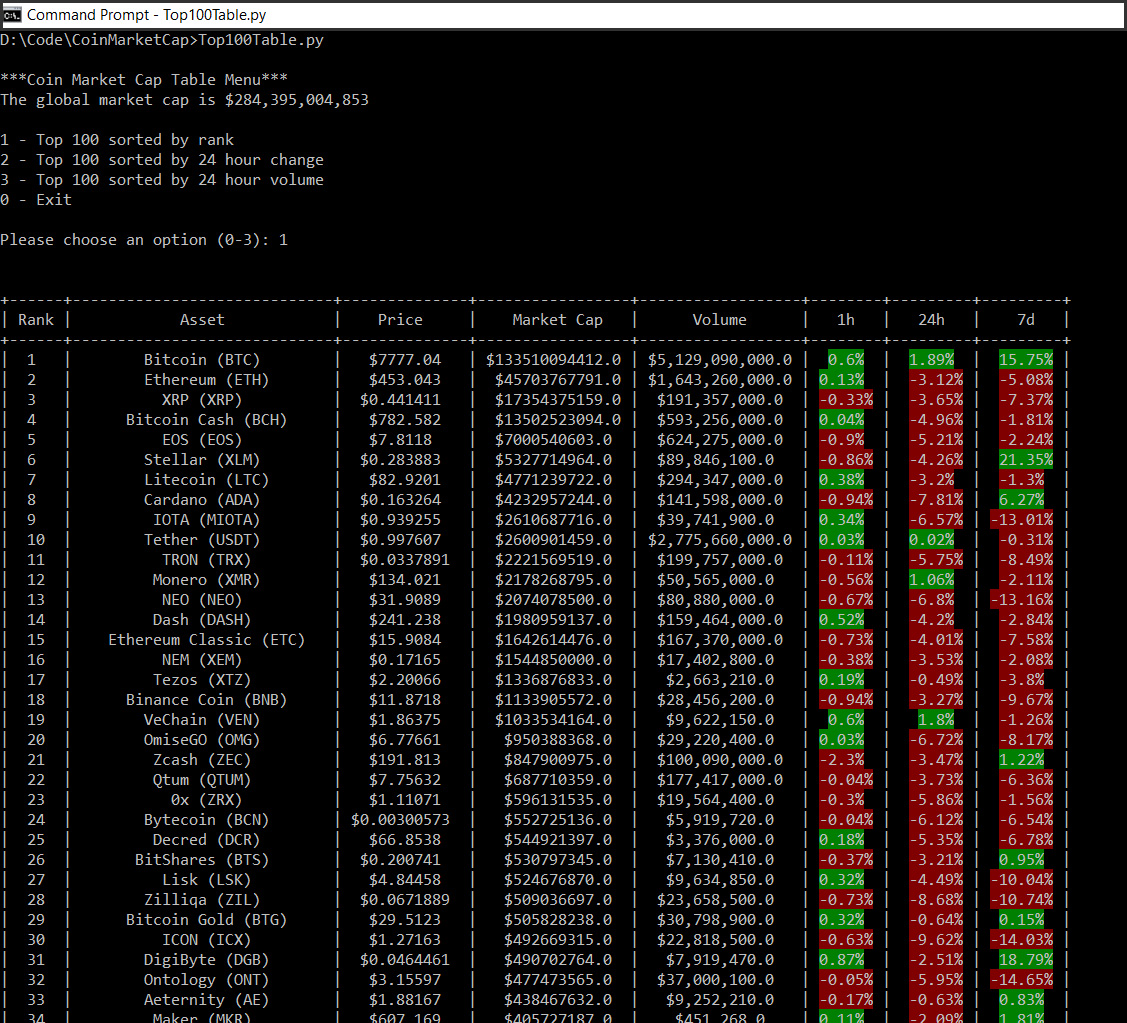 Command Prompt - Top100Table.py
D:\Code\CoinMarketCap>Top100Table.py
***Coin Market Cap Table Menu***
The global market cap is $284,395,004,853
1 - Top 100 sorted by rank
2 - Top 100 sorted by 24 hour change
3 - Top 100 sorted by 24 hour volume
0 - Exit
Please choose an option (0-3): 1
+------+-----------------------------+--------------+-----------------+------------------+--------+---------+---------+
| Rank | Asset | Price | Market Cap | Volume | 1h | 24h | 7d |
+------+-----------------------------+--------------+-----------------+------------------+--------+---------+---------+
| 1 | Bitcoin (BTC) | $7777.04 | $133510094412.0 | $5,129,090,000.0 | 0.6% | 1.89% | 15.75% |
| 2 | Ethereum (ETH) | $453.043 | $45703767791.0 | $1,643,260,000.0 | 0.13% | -3.12% | -5.08% |
| 3 | XRP (XRP) | $0.441411 | $17354375159.0 | $191,357,000.0 | -0.33% | -3.65% | -7.37% |
| 4 | Bitcoin Cash (BCH) | $782.582 | $13502523094.0 | $593,256,000.0 | 0.04% | -4.96% | -1.81% |
| 5 | EOS (EOS) | $7.8118 | $7000540603.0 | $624,275,000.0 | -0.9% | -5.21% | -2.24% |
| 6 | Stellar (XLM) | $0.283883 | $5327714964.0 | $89,846,100.0 | -0.86% | -4.26% | 21.35% |
| 7 | Litecoin (LTC) | $82.9201 | $4771239722.0 | $294,347,000.0 | 0.38% | -3.2% | -1.3% |
| 8 | Cardano (ADA) | $0.163264 | $4232957244.0 | $141,598,000.0 | -0.94% | -7.81% | 6.27% |
| 9 | IOTA (MIOTA) | $0.939255 | $2610687716.0 | $39,741,900.0 | 0.34% | -6.57% | -13.01% |
| 10 | Tether (USDT) | $0.997607 | $2600901459.0 | $2,775,660,000.0 | 0.03% | 0.02% | -0.31% |
| 11 | TRON (TRX) | $0.0337891 | $2221569519.0 | $199,757,000.0 | -0.11% | -5.75% | -8.49% |
| 12 | Monero (XMR) | $134.021 | $2178268795.0 | $50,565,000.0 | -0.56% | 1.06% | -2.11% |
| 13 | NEO (NEO) | $31.9089 | $2074078500.0 | $80,880,000.0 | -0.67% | -6.8% | -13.16% |
| 14 | Dash (DASH) | $241.238 | $1980959137.0 | $159,464,000.0 | 0.52% | -4.2% | -2.84% |
| 15 | Ethereum Classic (ETC) | $15.9084 | $1642614476.0 | $167,370,000.0 | -0.73% | -4.01% | -7.58% |
| 16 | NEM (XEM) | $0.17165 | $1544850000.0 | $17,402,800.0 | -0.38% | -3.53% | -2.08% |
| 17 | Tezos (XTZ) | $2.20066 | $1336876833.0 | $2,663,210.0 | 0.19% | -0.49% | -3.8% |
| 18 | Binance Coin (BNB) | $11.8718 | $1133905572.0 | $28,456,200.0 | -0.94% | -3.27% | -9.67% |
| 19 | VeChain (VEN) | $1.86375 | $1033534164.0 | $9,622,150.0 | 0.6% | 1.8% | -1.26% |
| 20 | OmiseGO (OMG) | $6.77661 | $950388368.0 | $29,220,400.0 | 0.03% | -6.72% | -8.17% |
| 21 | Zcash (ZEC) | $191.813 | $847900975.0 | $100,090,000.0 | -2.3% | -3.47% | 1.22% |
| 22 | Qtum (QTUM) | $7.75632 | $687710359.0 | $177,417,000.0 | -0.04% | -3.73% | -6.36% |
| 23 | 0x (ZRX) | $1.11071 | $596131535.0 | $19,564,400.0 | -0.3% | -5.86% | -1.56% |
| 24 | Bytecoin (BCN) | $0.00300573 | $552725136.0 | $5,919,720.0 | -0.04% | -6.12% | -6.54% |
| 25 | Decred (DCR) | $66.8538 | $544921397.0 | $3,376,000.0 | 0.18% | -5.35% | -6.78% |
| 26 | BitShares (BTS) | $0.200741 | $530797345.0 | $7,130,410.0 | -0.37% | -3.21% | 0.95% |
| 27 | Lisk (LSK) | $4.84458 | $524676870.0 | $9,634,850.0 | 0.32% | -4.49% | -10.04% |
| 28 | Zilliqa (ZIL) | $0.0671889 | $509036697.0 | $23,658,500.0 | -0.73% | -8.68% | -10.74% |
| 29 | Bitcoin Gold (BTG) | $29.5123 | $505828238.0 | $30,798,900.0 | 0.32% | -0.64% | 0.15% |
| 30 | ICON (ICX) | $1.27163 | $492669315.0 | $22,818,500.0 | -0.63% | -9.62% | -14.03% |
| 31 | DigiByte (DGB) | $0.0464461 | $490702764.0 | $7,919,470.0 | 0.87% | -2.51% | 18.79% |
| 32 | Ontology (ONT) | $3.15597 | $477473565.0 | $37,000,100.0 | -0.05% | -5.95% | -14.65% |
| 33 | Aeternity (AE) | $1.88167 | $438467632.0 | $9,252,210.0 | -0.17% | -0.63% | 0.83% |
| 34 | Maker (MKR) | $607.169 | $405727187.0 | $451,268.0 | 0.11% | -2.09% | 1.81% |